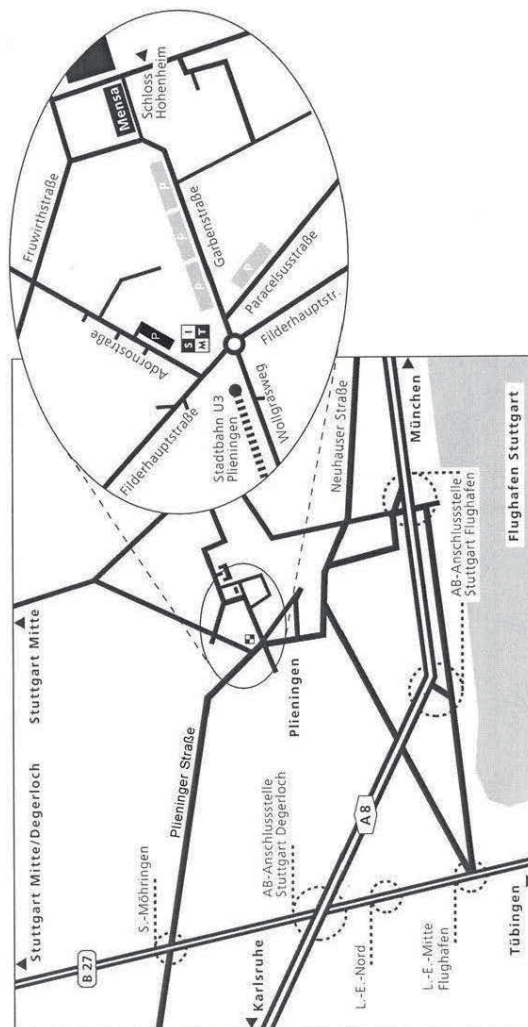 Stuttgart Mitte/Degerloch
Stuttgart Mitte
B 27
S.-Möhringen
Plieninger Straße
Karlsruhe
AB-Anschlussstelle
Stuttgart Degerloch
Plieningen
L.-E.-Nord
A 8
L.-E.-Mitte
Flughafen
Tübingen
Neuhauser Straße
München
AB-Anschlussstelle
Stuttgart Flughafen
Flughafen Stuttgart
Fruwirthstraße
Mensa
Schloss
Hohenheim
Adornostraße
P
P
P
P
Garbenstraße
P
Paracelsusstraße
S I
M T
Filderhauptstraße
Filderhauptstr.
Stadtbahn U3
Plieningen
Wollgrasweg